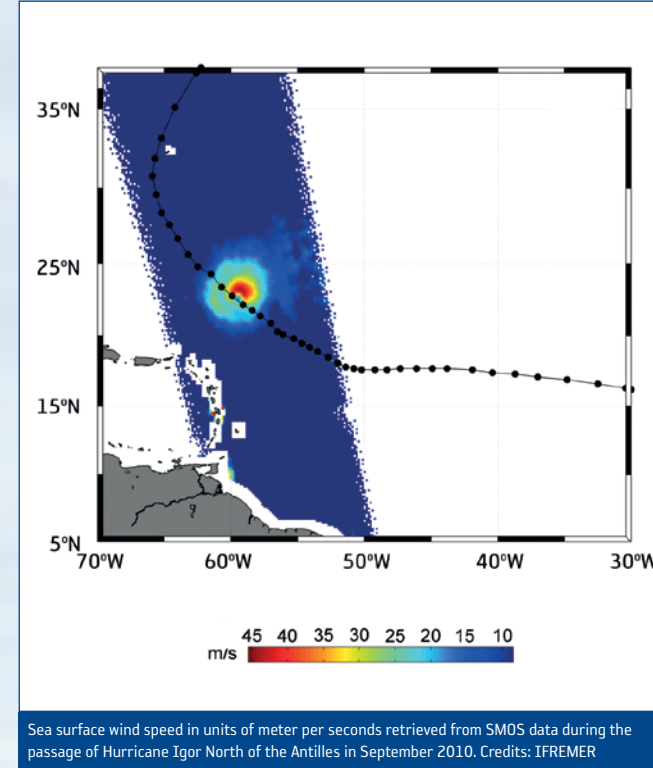 35°N
25°N
15°N
5°N
70°W 60°W 50°W 40°W 30°W
m/s 45 40 35 30 25 20 15 10
Sea surface wind speed in units of meter per seconds retrieved from SMOS data during the
passage of Hurricane Igor North of the Antilles in September 2010. Credits: IFREMER